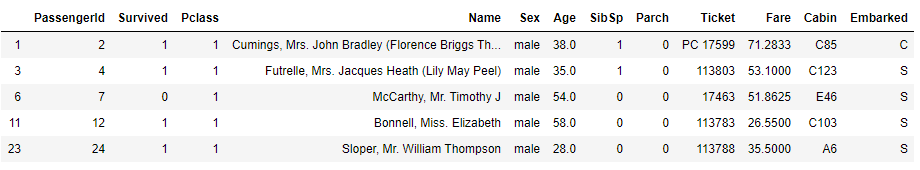 PassengerId Survived Pclass Name Sex Age SibSp Parch Ticket Fare Cabin Embarked
1 2 1 1 Cumings, Mrs. John Bradley (Florence Briggs Th... male 38.0 1 0 PC 17599 71.2833 C85 C
3 4 1 1 Futrelle, Mrs. Jacques Heath (Lily May Peel) male 35.0 1 0 113803 53.1000 C123 S
6 7 0 1 McCarthy, Mr. Timothy J male 54.0 0 0 17463 51.8625 E46 S
11 12 1 1 Bonnell, Miss. Elizabeth male 58.0 0 0 113783 26.5500 C103 S
23 24 1 1 Sloper, Mr. William Thompson male 28.0 0 0 113788 35.5000 A6 S